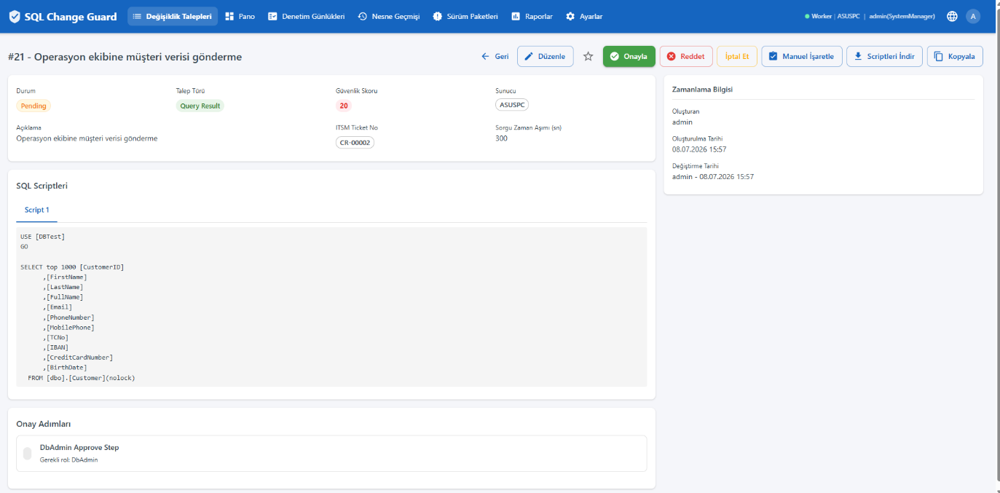 SQL Change Guard
Değişiklik Talepleri
Pano
Denetim Günlükleri
Nesne Geçmişi
Sürüm Paketleri
Raporlar
Ayarlar
Worker | ASUSPC | admin(SystemManager)
A
#21 - Operasyon ekibine müşteri verisi gönderme
Geri
Düzenle
Onayla
Reddet
İptal Et
Manuel İşaretle
Scriptleri İndir
Kopyala
Durum
Pending
Talep Türü
Query Result
Güvenlik Skoru
20
Sunucu
ASUSPC
Açıklama
Operasyon ekibine müşteri verisi gönderme
ITSM Ticket No
CR-00002
Sorgu Zaman Aşımı (sn)
300
Zamanlama Bilgisi
Oluşturan
admin
Oluşturulma Tarihi
08.07.2026 15:57
Değiştirme Tarihi
admin - 08.07.2026 15:57
SQL Scriptleri
Script 1
USE [DBTest]
GO
SELECT top 1000 [CustomerID]
,[FirstName]
,[LastName]
,[FullName]
,[Email]
,[PhoneNumber]
,[MobilePhone]
,[TCNo]
,[IBAN]
,[CreditCardNumber]
,[BirthDate]
FROM [dbo].[Customer](nolock)
Onay Adımları
DbAdmin Approve Step
Gerekli rol: DbAdmin